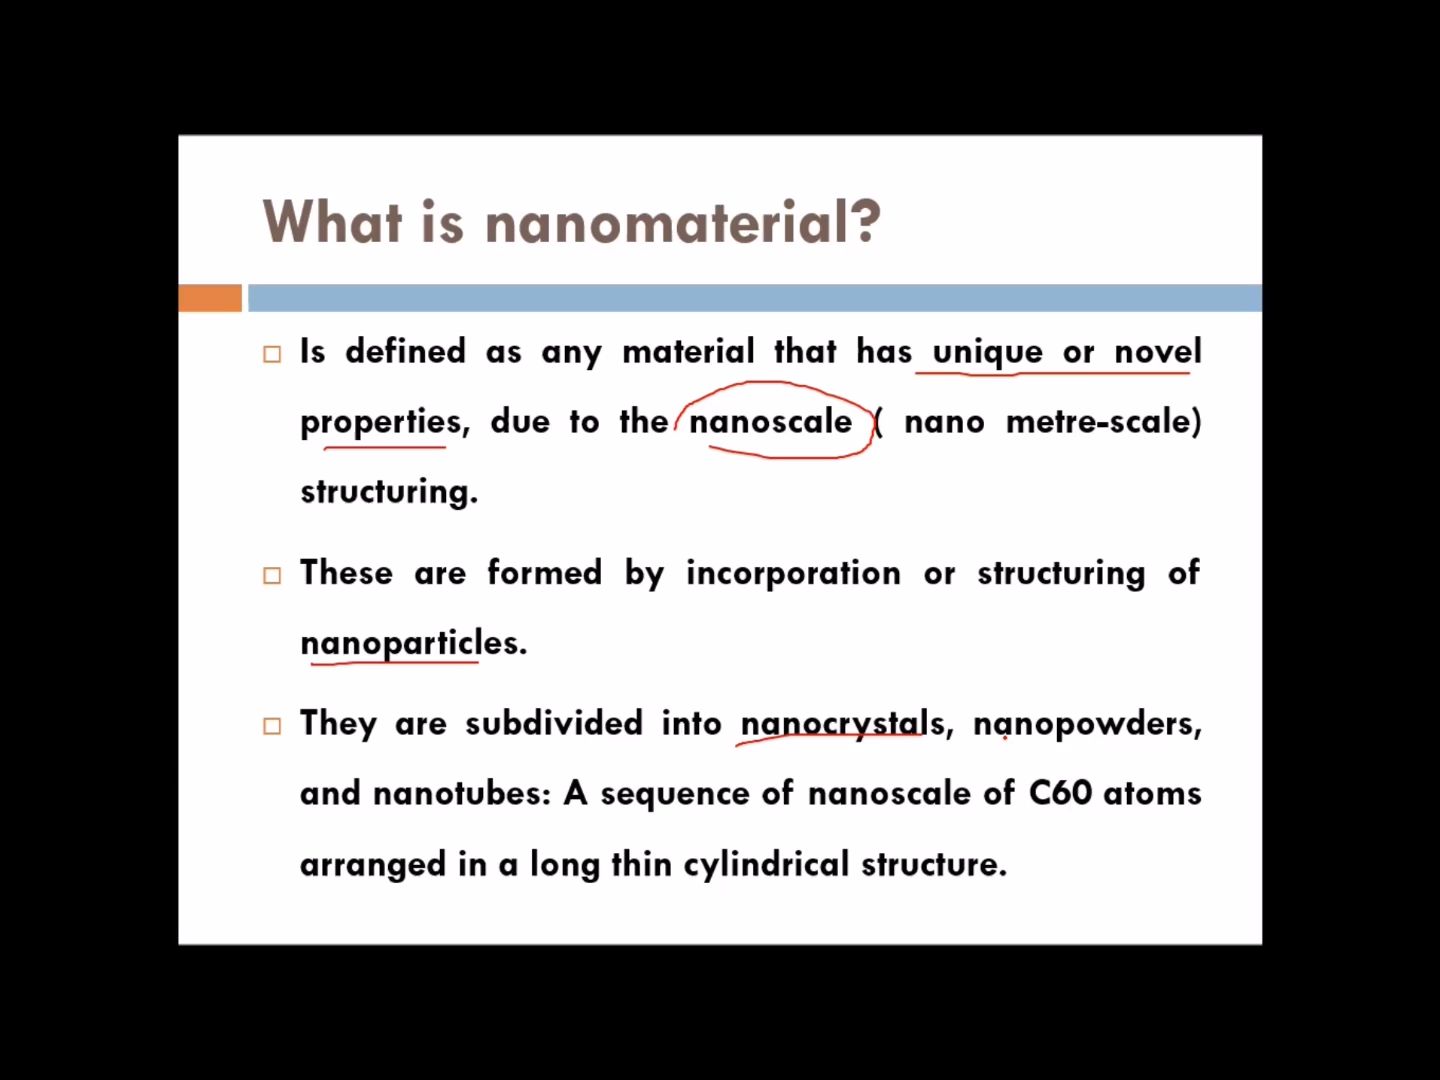 What is nanomaterial?
Is defined as any material that has unique or novel
properties, due to the nanoscale ( nano metre-scale)
structuring.
These are formed by incorporation or structuring of
nanoparticles.
They are subdivided into nanocrystals, nanopowders,
and nanotubes: A sequence of nanoscale of C60 atoms
arranged in a long thin cylindrical structure.